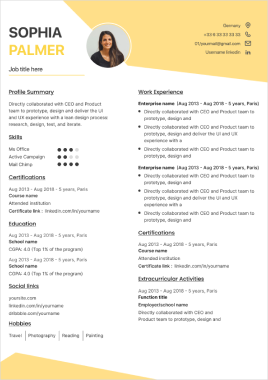 SOPHIA
PALMER
Job title here
Germany
+33 6 33 33 33 33
01yourmail@gmail.com
Username linkedin
Profile Summary
Directly collaborated with CEO and Product
team to prototype, design and deliver the UI
and UX experience with a lean design process:
research, design, test, and iterate.
Skills
Ms Office
Active Campaign
Mail Chimp
Certifications
Aug 2013 - Aug 2018 - 5 years, Paris
Course name
Attended institution
Certificate link : linkedin.com/in/yourname
Education
Aug 2013 - Aug 2018 - 5 years, Paris
School name
CGPA: 4.0 (Top 1% of the program)
Aug 2013 - Aug 2018 - 5 years, Paris
School name
CGPA: 4.0 (Top 1% of the program)
Social links
yoursite.com
linkedin.com/in/yourname
dribbble.com/yourname
Hobbies
Travel | Photography | Reading | Painting
Work Experience
Enterprise name (Aug 2013 - Aug 2018 - 5 years, Paris)
Directly collaborated with CEO and Product team to
prototype, design and
Directly collaborated with CEO and Product team to
prototype, design and deliver the UI and UX
experience with a
Directly collaborated with CEO and Product team to
prototype, design and
Enterprise name (Aug 2013 - Aug 2018 - 5 years, Paris)
Directly collaborated with CEO and Product team to
prototype, design and deliver the UI and UX
experience with a
Directly collaborated with CEO and Product team to
prototype, design and
Directly collaborated with CEO and Product team to
prototype, design and
Certifications
Aug 2013 - Aug 2018 - 5 years, Paris
Course name
Attended institution
Certificate link : linkedin.com/in/yourname
Extracurricular Activities
Aug 2013 - Aug 2018 - 5 years, Paris
Function title
Employer/school name
Directly collaborated with CEO and
Product team to prototype, design and